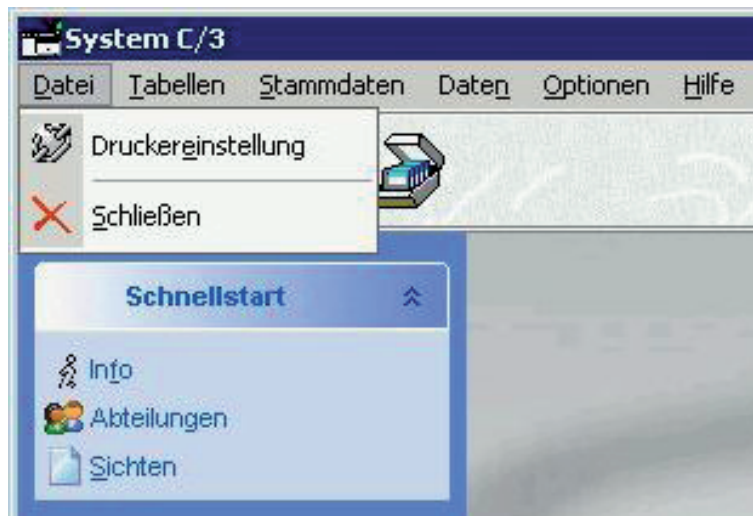 System C/3
Datei Tabellen Stammdaten Daten Optionen Hilfe
Druckereinstellung
Schließen
Schnellstart
Info
Abteilungen
Sichten